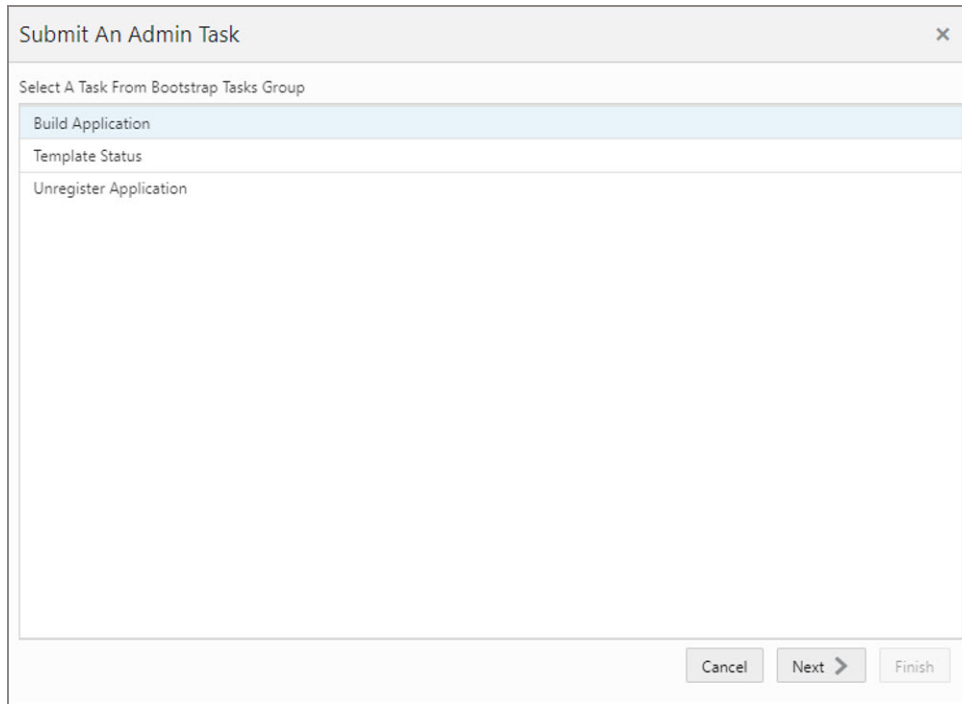 Submit An Admin Task
Select A Task From Bootstrap Tasks Group
Build Application
Template Status
Unregister Application
Cancel Next Finish